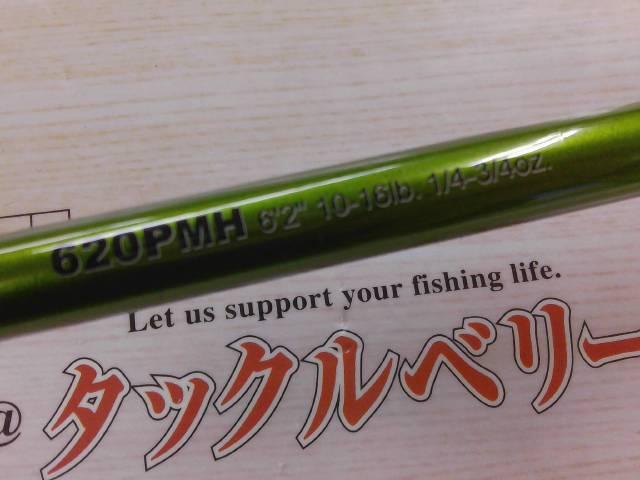 620PMH 6'2" 10-16lb. 1/4-3/4oz.
Let us support your fishing life.
@タックルベリー